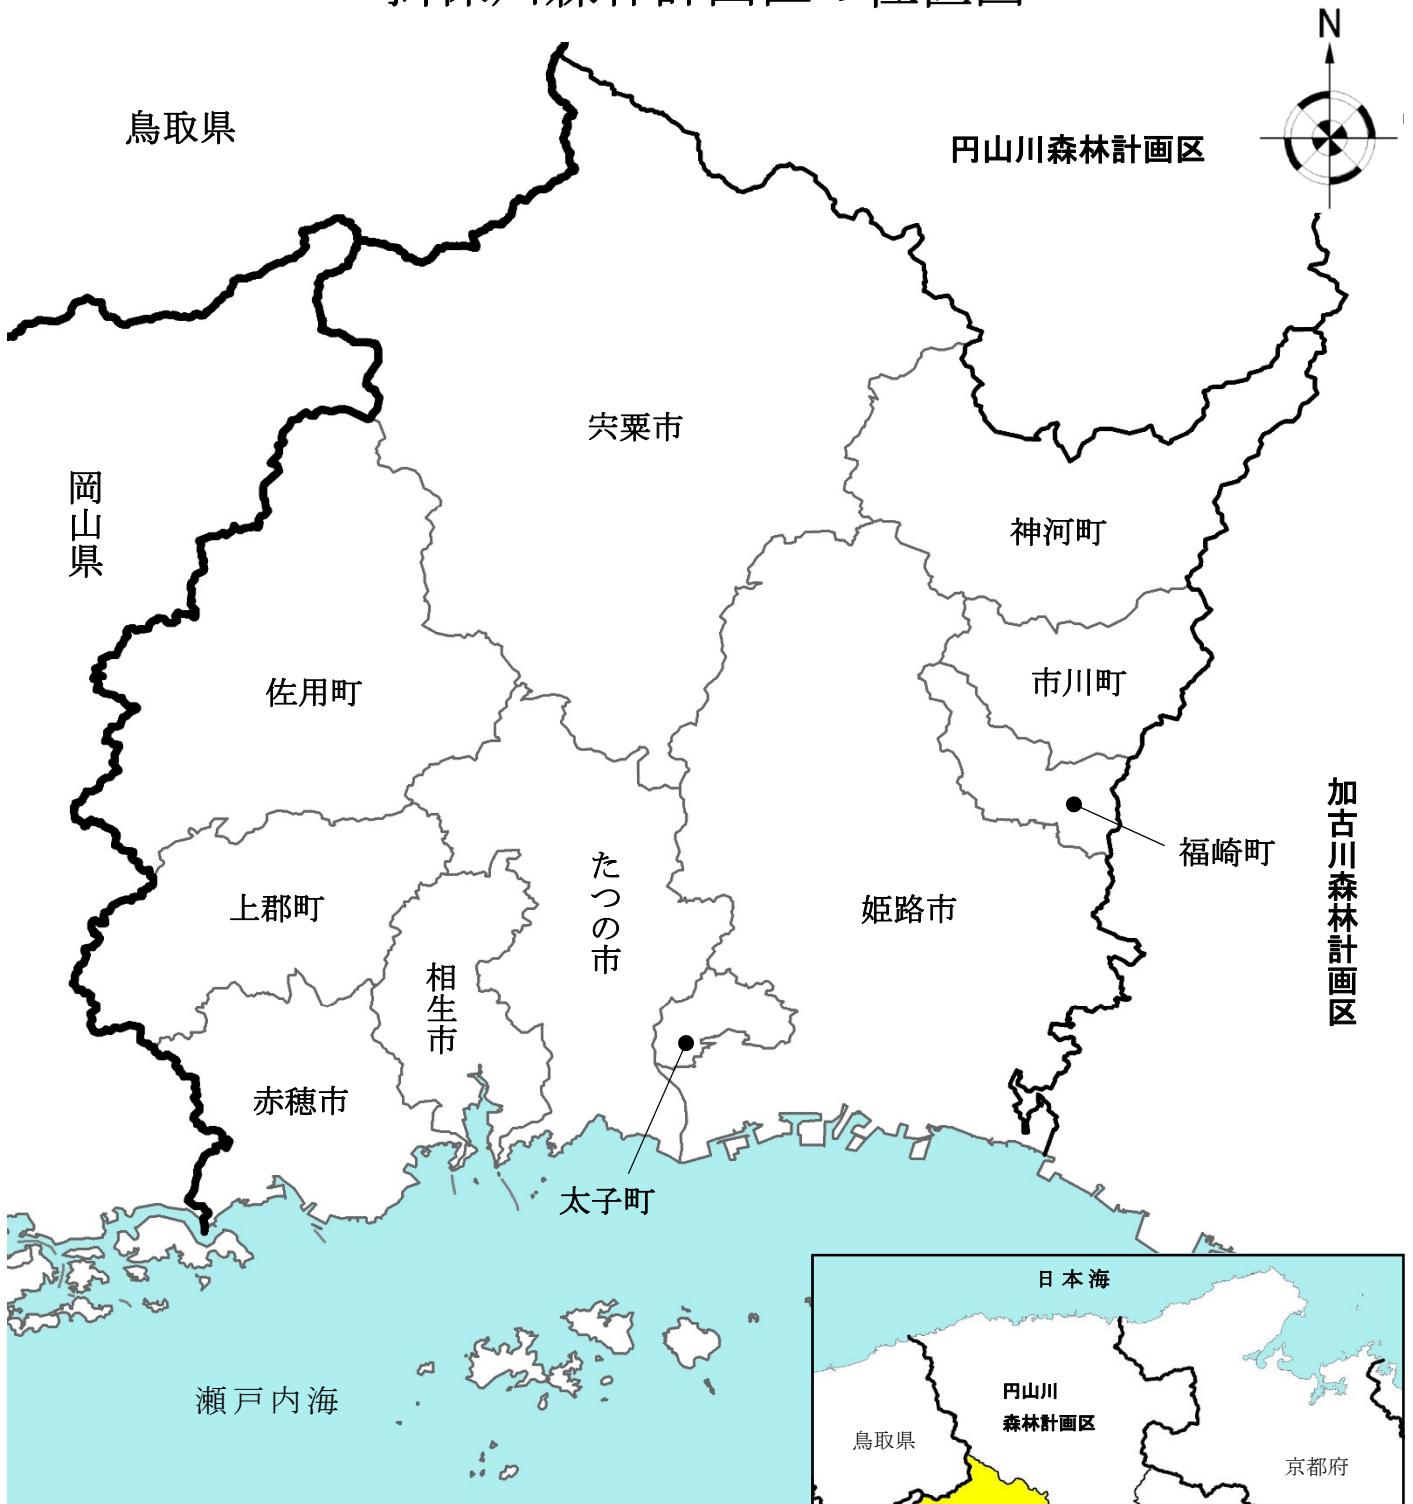 N
鳥取県
円山川森林計画区
宍粟市
岡山県
神河町
佐用町
市川町
加古川森林計画区
福崎町
たつの市
上郡町
姫路市
相生市
赤穂市
太子町
瀬戸内海
日本海
円山川
森林計画区
鳥取県
京都府